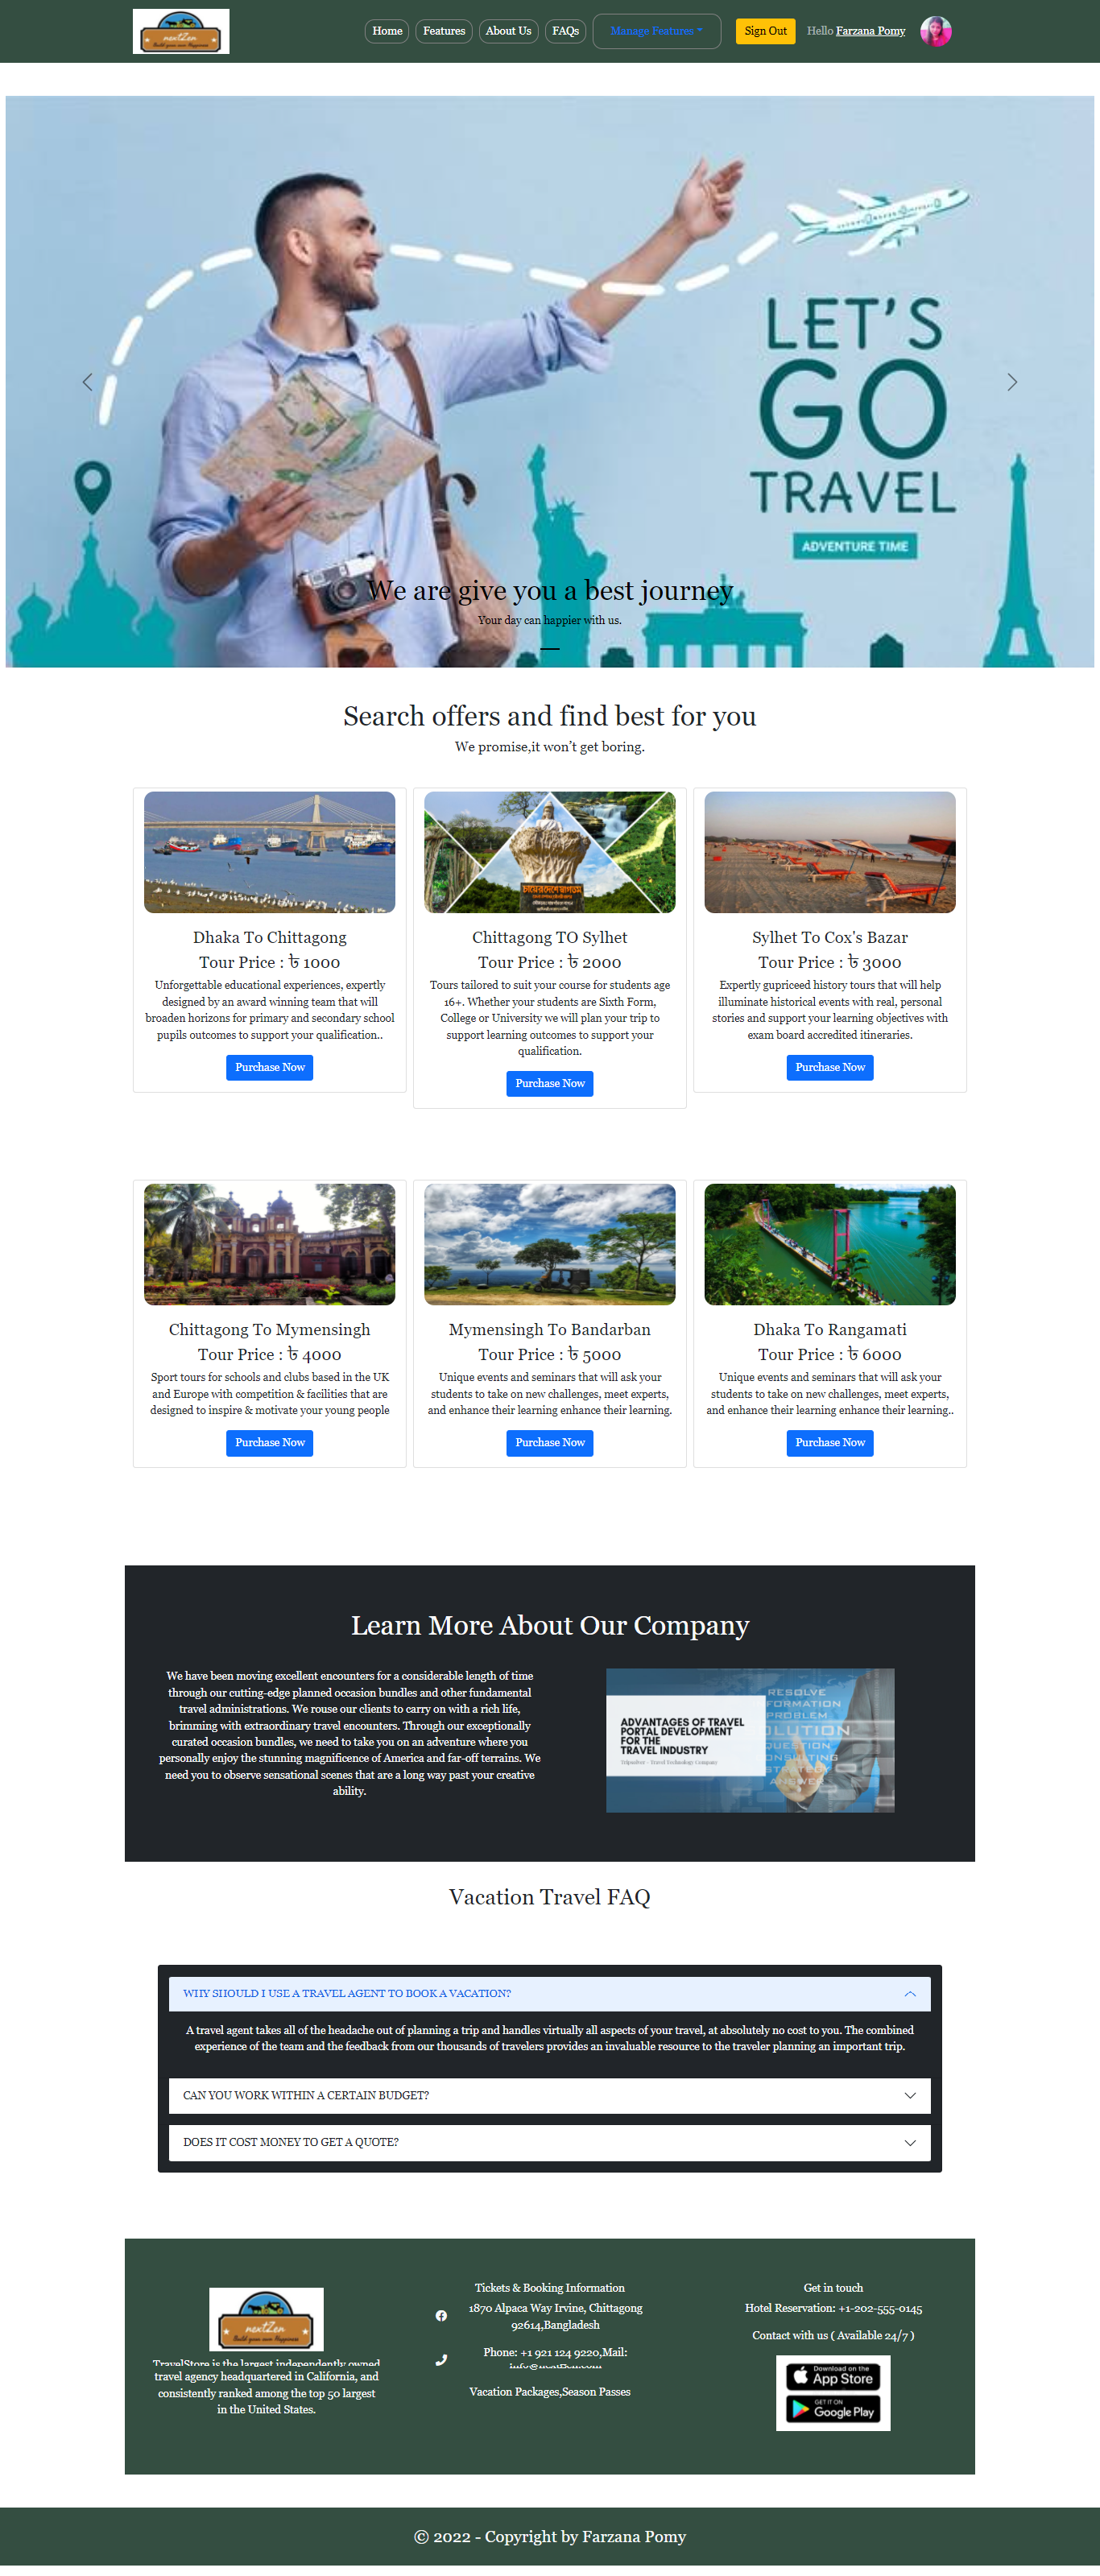 nextZen
Build your own Happiness
Home
Features
About Us
FAQs
Manage Features
Sign Out
Hello Farzana Pomy
LET'S
GO
TRAVEL
ADVENTURE TIME
We are give you a best journey
Your day can happier with us.
Search offers and find best for you
We promise,it won't get boring.
চায়ের দেশে স্বাগতম
Dhaka To Chittagong
Tour Price : ৳ 1000
Unforgettable educational experiences, expertly
designed by an award winning team that will
broaden horizons for primary and secondary school
pupils outcomes to support your qualification..
Purchase Now
Chittagong TO Sylhet
Tour Price : ৳ 2000
Tours tailored to suit your course for students age
16+. Whether your students are Sixth Form,
College or University we will plan your trip to
support learning outcomes to support your
qualification.
Purchase Now
Sylhet To Cox's Bazar
Tour Price : ৳ 3000
Expertly gupriceed history tours that will help
illuminate historical events with real, personal
stories and support your learning objectives with
exam board accredited itineraries.
Purchase Now
Chittagong To Mymensingh
Tour Price : ৳ 4000
Sport tours for schools and clubs based in the UK
and Europe with competition & facilities that are
designed to inspire & motivate your young people
Purchase Now
Mymensingh To Bandarban
Tour Price : ৳ 5000
Unique events and seminars that will ask your
students to take on new challenges, meet experts,
and enhance their learning enhance their learning.
Purchase Now
Dhaka To Rangamati
Tour Price : ৳ 6000
Unique events and seminars that will ask your
students to take on new challenges, meet experts,
and enhance their learning enhance their learning..
Purchase Now
Learn More About Our Company
We have been moving excellent encounters for a considerable length of time
through our cutting-edge planned occasion bundles and other fundamental
travel administrations. We rouse our clients to carry on with a rich life,
brimming with extraordinary travel encounters. Through our exceptionally
curated occasion bundles, we need to take you on an adventure where you
personally enjoy the stunning magnificence of America and far-off terrains. We
need you to observe sensational scenes that are a long way past your creative
ability.
ADVANTAGES OF TRAVEL
PORTAL DEVELOPMENT
FOR THE
TRAVEL INDUSTRY
Travel Technology Company
RESOLVE
FORMATION
PROBLEM
OLUTION
QUESTION
ONSULTING
STRATEGY
ANSWER
Vacation Travel FAQ
WHY SHOULD I USE A TRAVEL AGENT TO BOOK A VACATION?
A travel agent takes all of the headache out of planning a trip and handles virtually all aspects of your travel, at absolutely no cost to you. The combined
experience of the team and the feedback from our thousands of travelers provides an invaluable resource to the traveler planning an important trip.
CAN YOU WORK WITHIN A CERTAIN BUDGET?
DOES IT COST MONEY TO GET A QUOTE?
nextZen
Build your own Happiness
TravelStore is the largest independently owned
travel agency headquartered in California, and
consistently ranked among the top 50 largest
in the United States.
Tickets & Booking Information
1870 Alpaca Way Irvine, Chittagong
92614,Bangladesh
Phone: +1 921 124 9220,Mail:
Vacation Packages,Season Passes
Get in touch
Hotel Reservation: +1-202-555-0145
Contact with us ( Available 24/7 )
Download on the
App Store
GET IT ON
Google Play
© 2022 - Copyright by Farzana Pomy